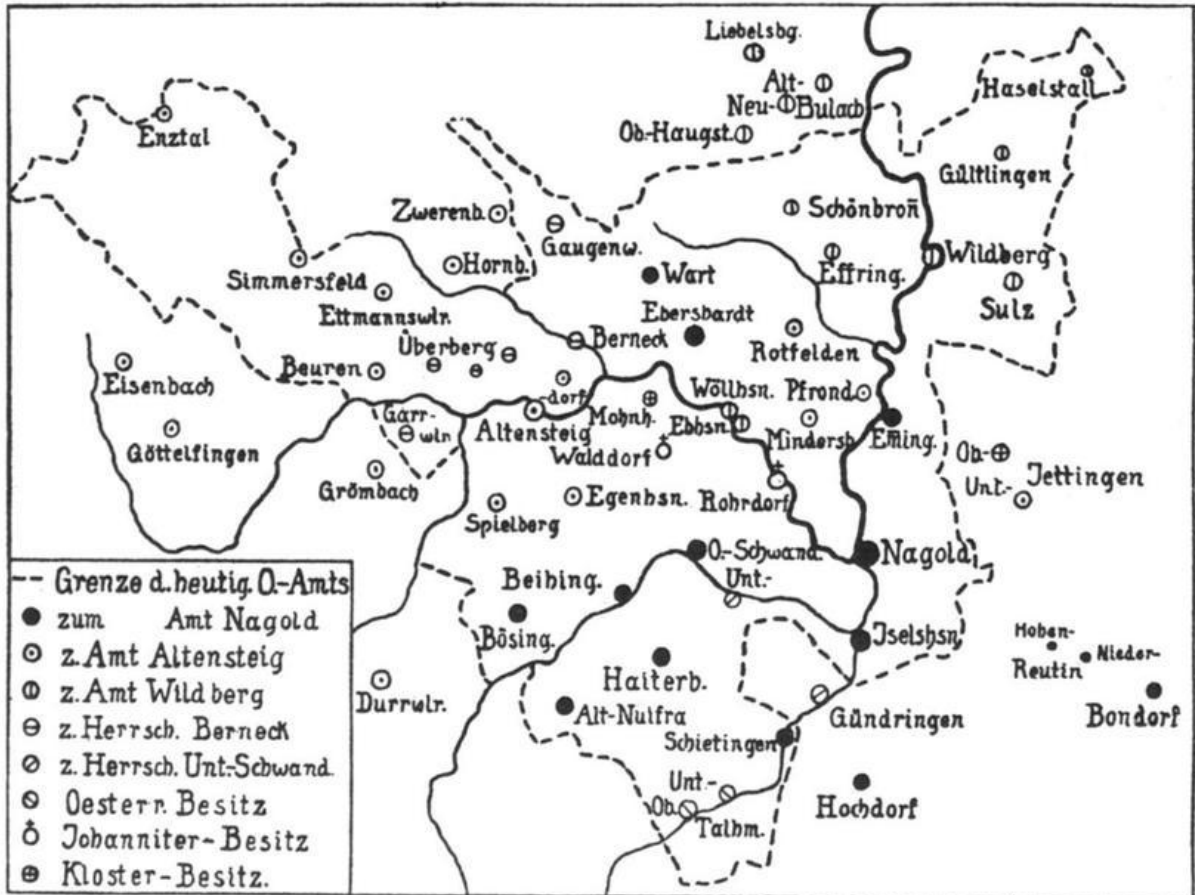 Liebelsbg.
Alt-
Neu- Bulach
Haselstall
Enztal
Ob.-Haugst.
Gültlingen
Zwerenb.
Schönbroñ
Gaugenw.
Wildberg
Hornb.
Effring.
Simmersfeld
Wart
Sulz
Ettmannswlr.
Ebershardt
Berneck
Rotfelden
Überberg
Beuren
Eisenbach
Wöllhsn.
Pfrond.
-dorf
Garr-
wlr.
Mohnh.
Altensteig
Ebhsn.
Mindersb.
Eming.
Göttelfingen
Walddorf
Ob.-
Jettingen
Unt.-
Grömbach
Egenhsn.
Rohrdorf
Spielberg
O.-Schwand.
Nagold
Unt.-
Beihing.
Bösing.
Jselshsn.
Hohen-
Reutin
Nieder-
Haiterb.
Durrwlr.
Alt-Nuifra
Gündringen
Bondorf
Schietingen
Unt.-
Hochdorf
Ob.
Talhm.
Grenze d. heutig. O.-Amts
zum Amt Nagold
z. Amt Altensteig
z. Amt Wildberg
z. Herrsch. Berneck
z. Herrsch. Unt.-Schwand.
Oesterr. Besitz
Johanniter-Besitz
Kloster-Besitz.